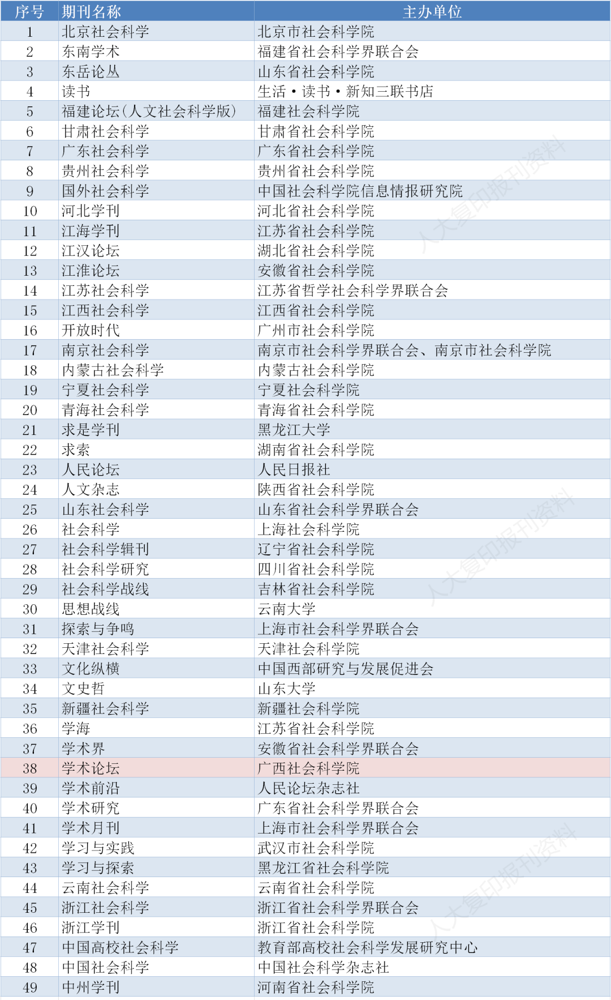 序号 期刊名称 主办单位
1 北京社会科学 北京市社会科学院
2 东南学术 福建省社会科学界联合会
3 东岳论丛 山东省社会科学院
4 读书 生活·读书·新知三联书店
5 福建论坛(人文社会科学版) 福建社会科学院
6 甘肃社会科学 甘肃省社会科学院
7 广东社会科学 广东省社会科学院
8 贵州社会科学 贵州省社会科学院
9 国外社会科学 中国社会科学院信息情报研究院
10 河北学刊 河北省社会科学院
11 江海学刊 江苏省社会科学院
12 江汉论坛 湖北省社会科学院
13 江淮论坛 安徽省社会科学院
14 江苏社会科学 江苏省哲学社会科学界联合会
15 江西社会科学 江西省社会科学院
16 开放时代 广州市社会科学院
17 南京社会科学 南京市社会科学界联合会、南京市社会科学院
18 内蒙古社会科学 内蒙古社会科学院
19 宁夏社会科学 宁夏社会科学院
20 青海社会科学 青海省社会科学院
21 求是学刊 黑龙江大学
22 求索 湖南省社会科学院
23 人民论坛 人民日报社
24 人文杂志 陕西省社会科学院
25 山东社会科学 山东省社会科学界联合会
26 社会科学 上海社会科学院
27 社会科学辑刊 辽宁省社会科学院
28 社会科学研究 四川省社会科学院
29 社会科学战线 吉林省社会科学院
30 思想战线 云南大学
31 探索与争鸣 上海市社会科学界联合会
32 天津社会科学 天津社会科学院
33 文化纵横 中国西部研究与发展促进会
34 文史哲 山东大学
35 新疆社会科学 新疆社会科学院
36 学海 江苏省社会科学院
37 学术界 安徽省社会科学界联合会
38 学术论坛 广西社会科学院
39 学术前沿 人民论坛杂志社
40 学术研究 广东省社会科学界联合会
41 学术月刊 上海市社会科学界联合会
42 学习与实践 武汉市社会科学院
43 学习与探索 黑龙江省社会科学院
44 云南社会科学 云南省社会科学院
45 浙江社会科学 浙江省社会科学界联合会
46 浙江学刊 浙江省社会科学院
47 中国高校社会科学 教育部高校社会科学发展研究中心
48 中国社会科学 中国社会科学杂志社
49 中州学刊 河南省社会科学院
人大复印报刊资料
人大复印报刊资料
人大复印报刊资料